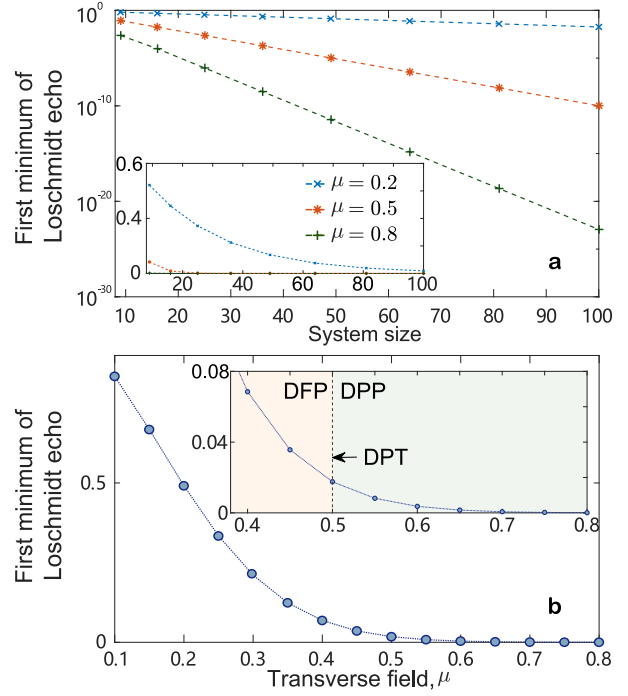 First minimum of
Loschmidt echo
10^0
10^-10
10^-20
10^-30
0.6
0.4
0
20 40 60 80 100
μ = 0.2
μ = 0.5
μ = 0.8
a
10 20 30 40 50 60 70 80 90 100
System size
First minimum of
Loschmidt echo
0.5
0
0.08
0.04
0
DFP DPP
DPT
0.4 0.5 0.6 0.7 0.8
b
0.1 0.2 0.3 0.4 0.5 0.6 0.7 0.8
Transverse field, μ